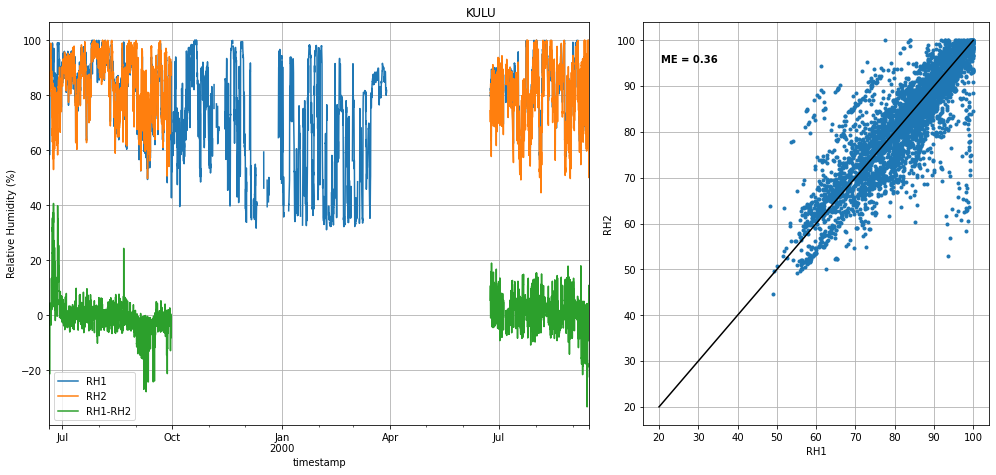 KULU
100
80
60
40
20
0
−20
Relative Humidity (%)
RH1
RH2
RH1-RH2
Jul
Oct
Jan
2000
Apr
Jul
timestamp
ME = 0.36
100
90
80
70
60
50
40
30
20
RH2
20 30 40 50 60 70 80 90 100
RH1